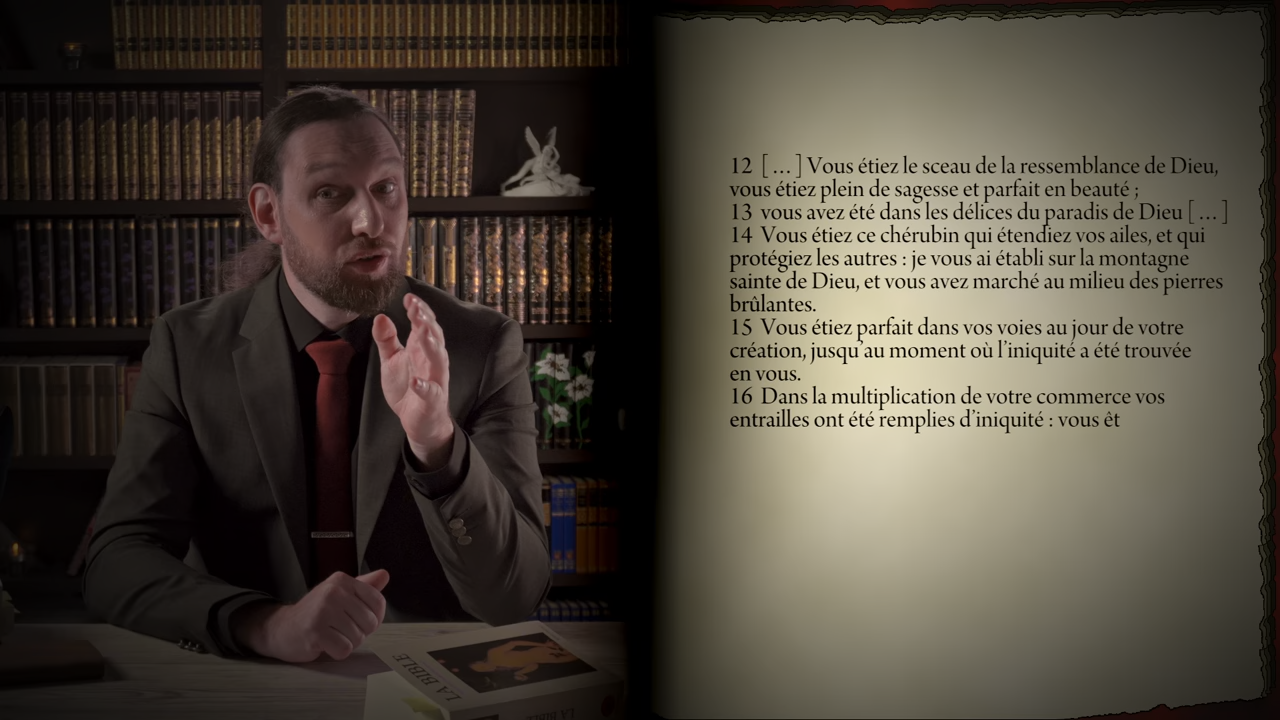 12 [ … ] Vous étiez le sceau de la ressemblance de Dieu,
vous étiez plein de sagesse et parfait en beauté ;
13 vous avez été dans les délices du paradis de Dieu [ … ]
14 Vous étiez ce chérubin qui étendiez vos ailes, et qui
protégiez les autres : je vous ai établi sur la montagne
sainte de Dieu, et vous avez marché au milieu des pierres
brûlantes.
15 Vous étiez parfait dans vos voies au jour de votre
création, jusqu'au moment où l'iniquité a été trouvée
en vous.
16 Dans la multiplication de votre commerce vos
entrailles ont été remplies d'iniquité : vous êt
LA BIBLE
LA BIBLE